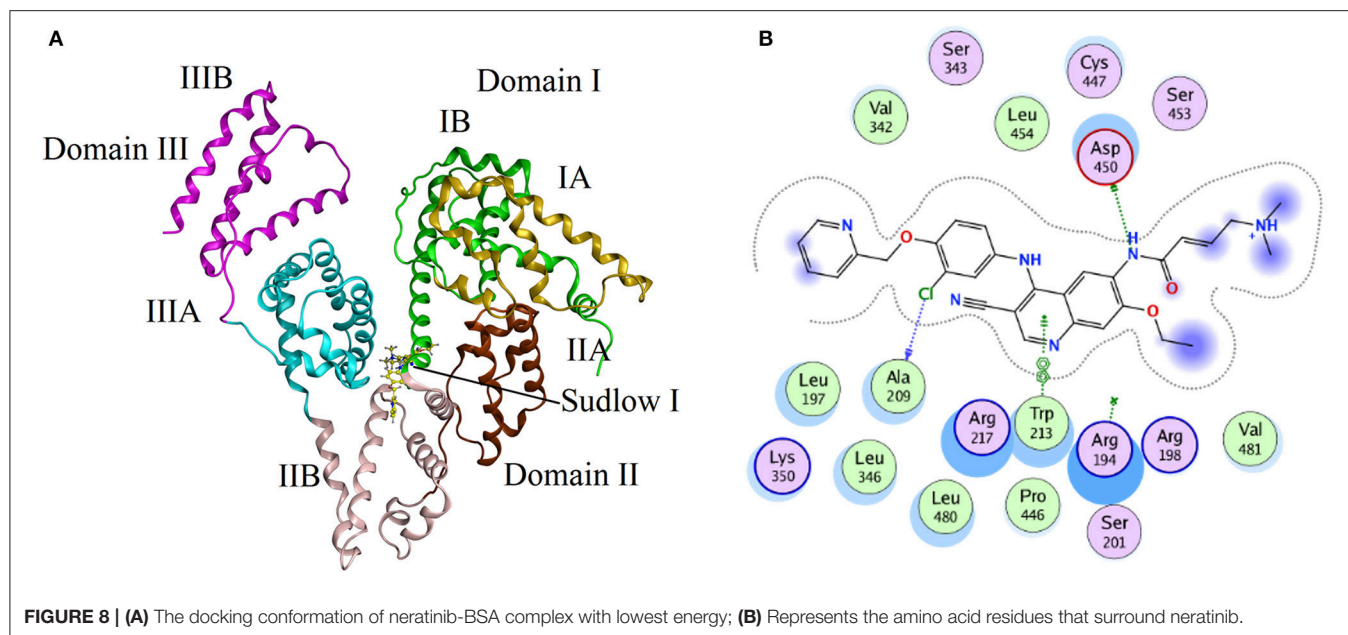 A
IIIB
Domain I
IB
Domain III
IA
IIIA
IIA
Sudlow I
IIB
Domain II
B
Ser
343
Cys
447
Val
342
Leu
454
Ser
453
Asp
450
N
O
NH
Cl
N
N
H
N
O
O
NH
+
Leu
197
Ala
209
Arg
217
Trp
213
Arg
194
Arg
198
Val
481
Lys
350
Leu
346
Leu
480
Pro
446
Ser
201
FIGURE 8 | (A) The docking conformation of neratinib-BSA complex with lowest energy; (B) Represents the amino acid residues that surround neratinib.